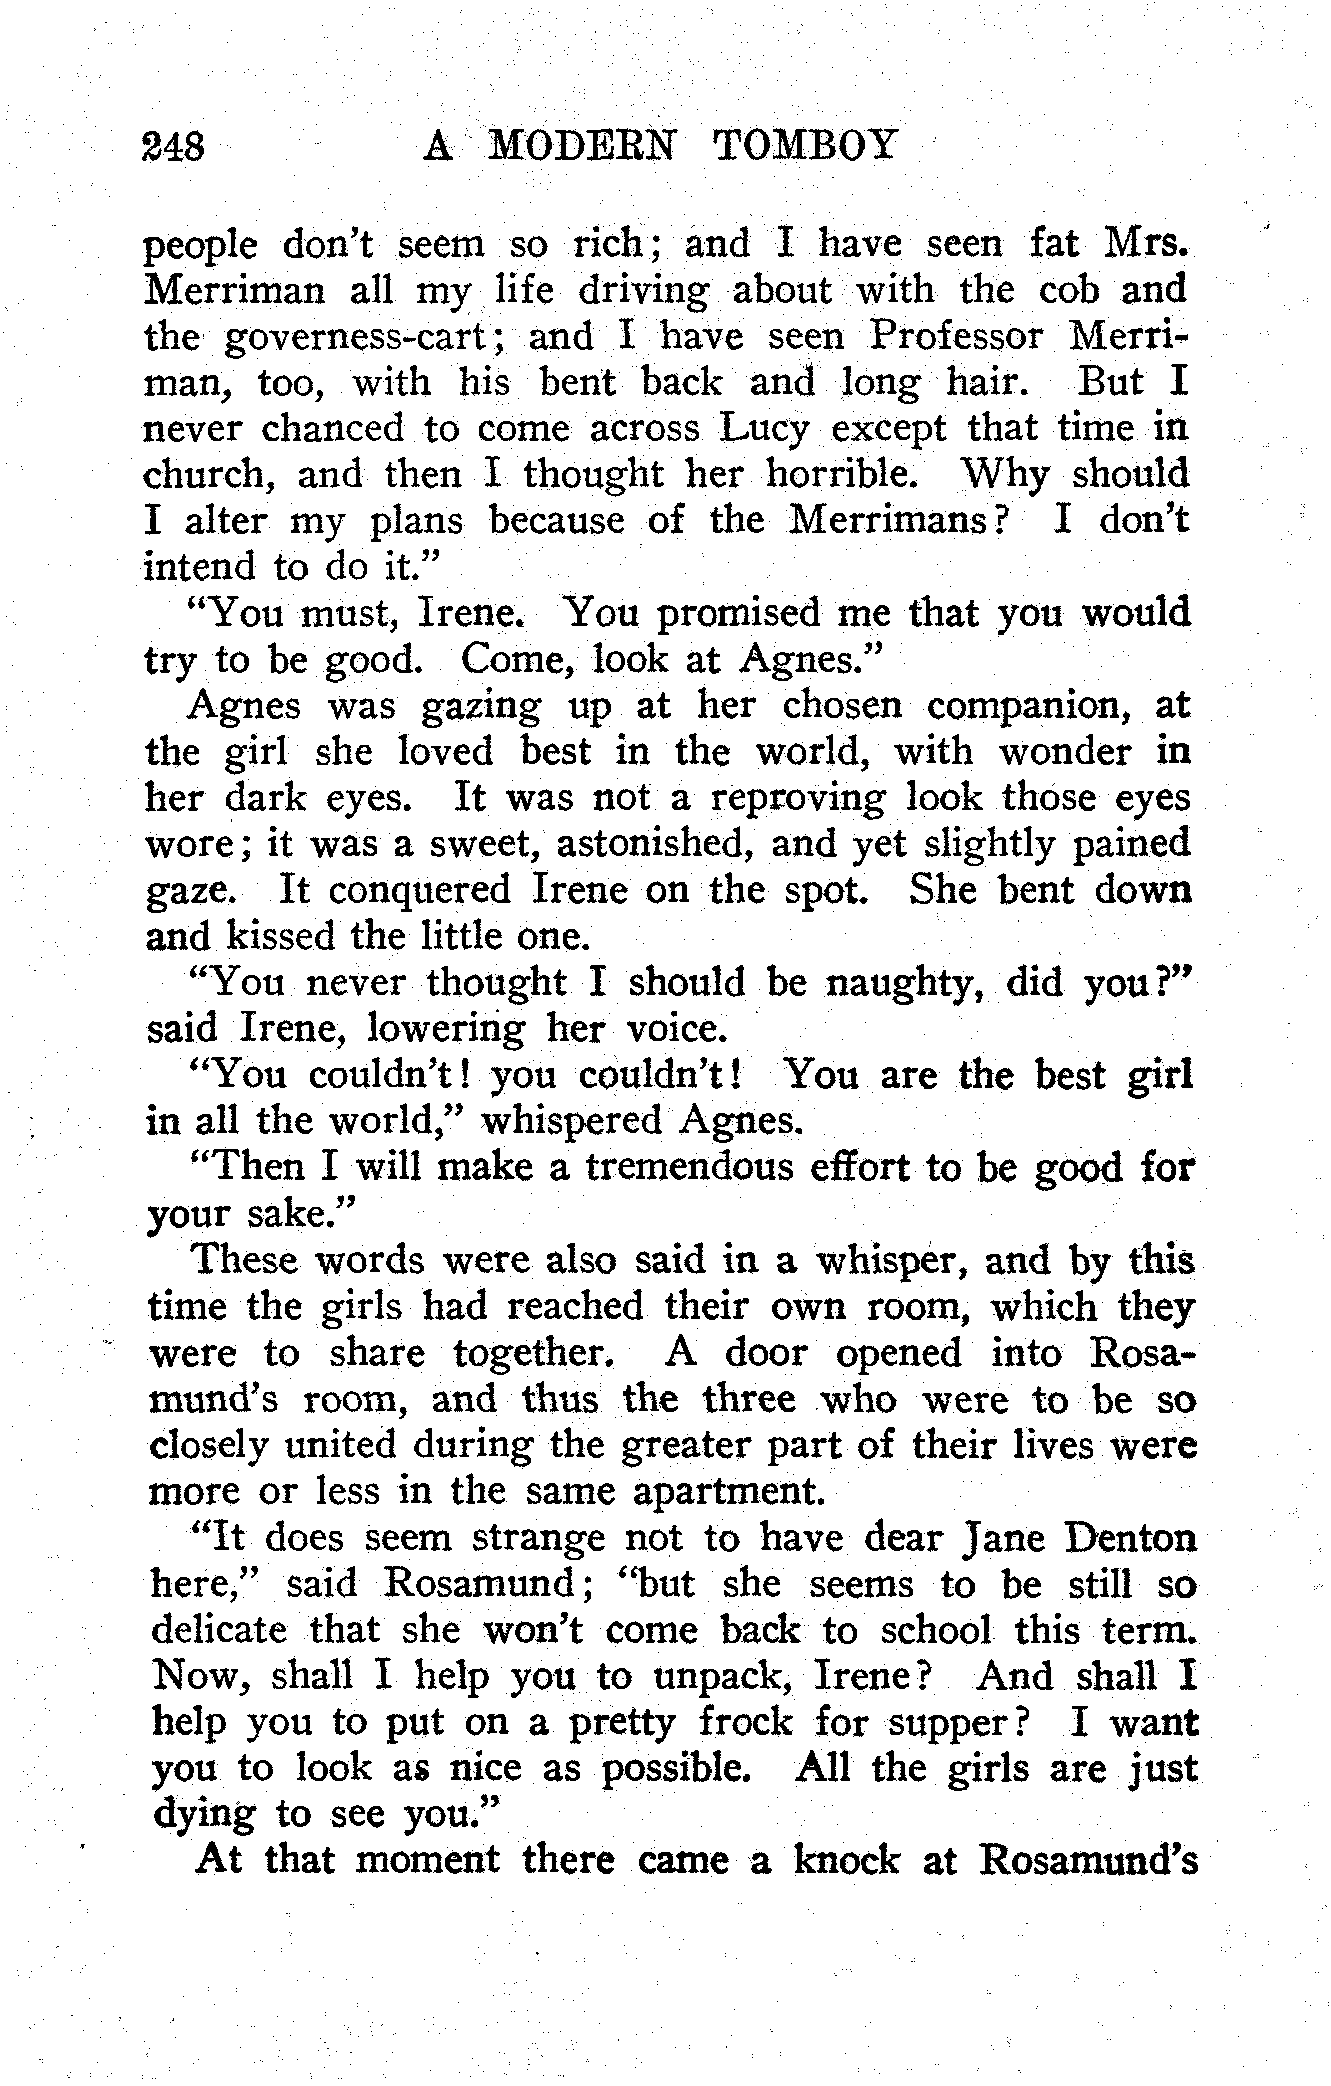 248 A MODERN TOMBOY
people don't seem so rich; and I have seen fat Mrs.
Merriman all my life driving about with the cob and
the governess-cart; and I have seen Professor Merri-
man, too, with his bent back and long hair. But I
never chanced to come across Lucy except that time in
church, and then I thought her horrible. Why should
I alter my plans because of the Merrimans? I don't
intend to do it."
"You must, Irene. You promised me that you would
try to be good. Come, look at Agnes."
Agnes was gazing up at her chosen companion, at
the girl she loved best in the world, with wonder in
her dark eyes. It was not a reproving look those eyes
wore; it was a sweet, astonished, and yet slightly pained
gaze. It conquered Irene on the spot. She bent down
and kissed the little one.
"You never thought I should be naughty, did you?"
said Irene, lowering her voice.
"You couldn't! you couldn't! You are the best girl
in all the world," whispered Agnes.
"Then I will make a tremendous effort to be good for
your sake."
These words were also said in a whisper, and by this
time the girls had reached their own room, which they
were to share together. A door opened into Rosa-
mund's room, and thus the three who were to be so
closely united during the greater part of their lives were
more or less in the same apartment.
"It does seem strange not to have dear Jane Denton
here," said Rosamund; "but she seems to be still so
delicate that she won't come back to school this term.
Now, shall I help you to unpack, Irene? And shall I
help you to put on a pretty frock for supper? I want
you to look as nice as possible. All the girls are just
dying to see you."
At that moment there came a knock at Rosamund's